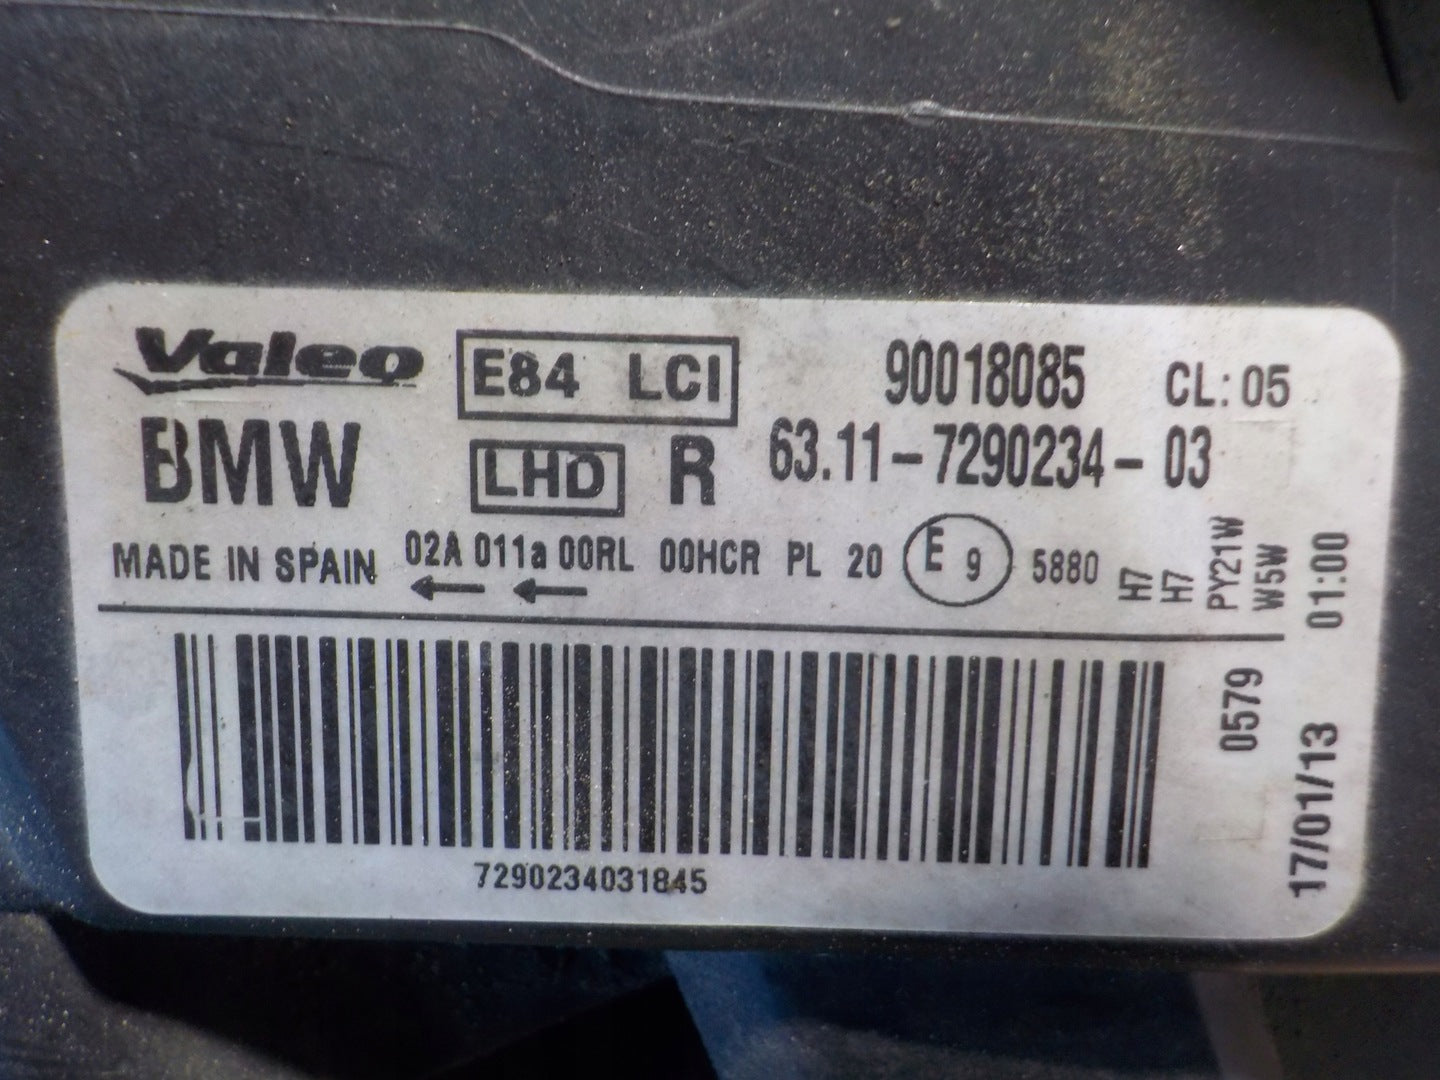 Valeo E84 LCI 90018085 CL: 05
BMW LHD R 63.11-7290234-03
MADE IN SPAIN 02A 011a 00RL 00HCR PL 20 E 9 5880
H7
H7
PY21W
W5W
01:00
0579
17/01/13
7290234031845